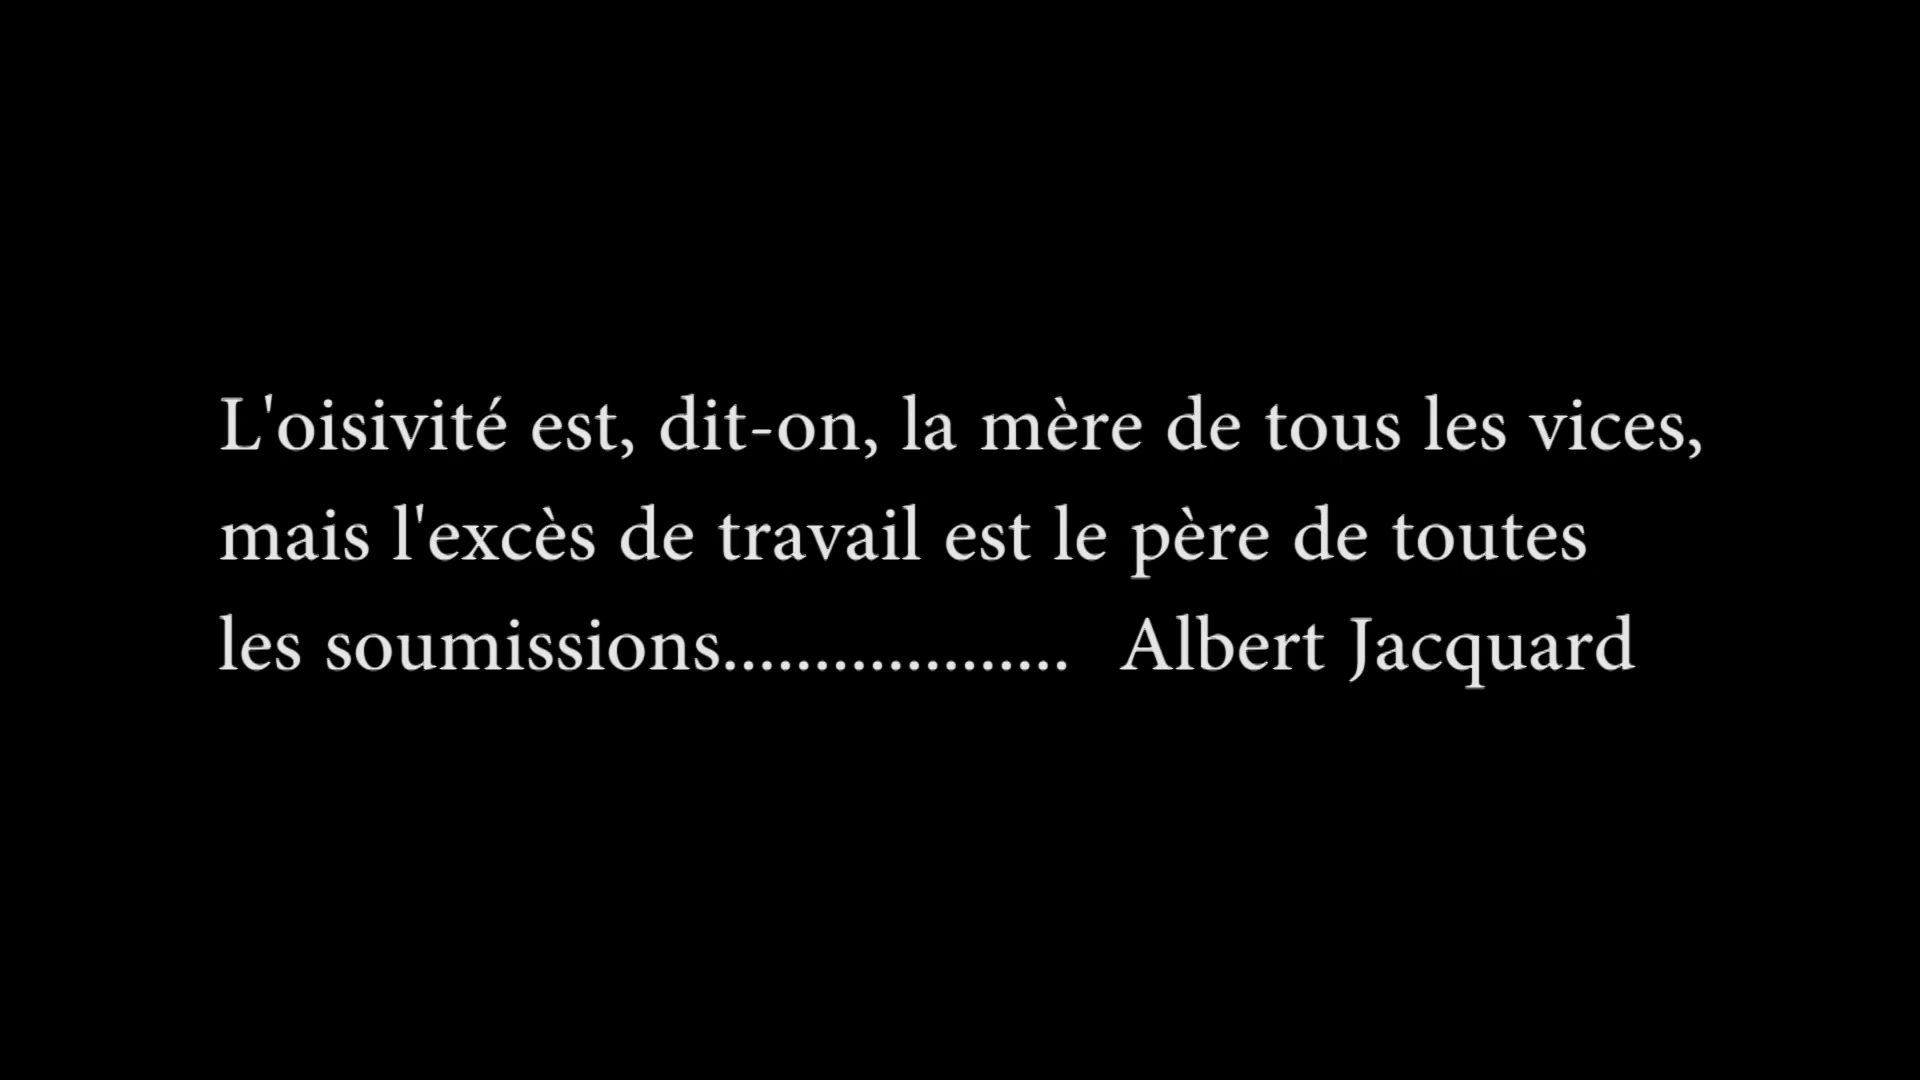 L'oisivité est, dit-on, la mère de tous les vices,
mais l'excès de travail est le père de toutes
les soumissions................... Albert Jacquard